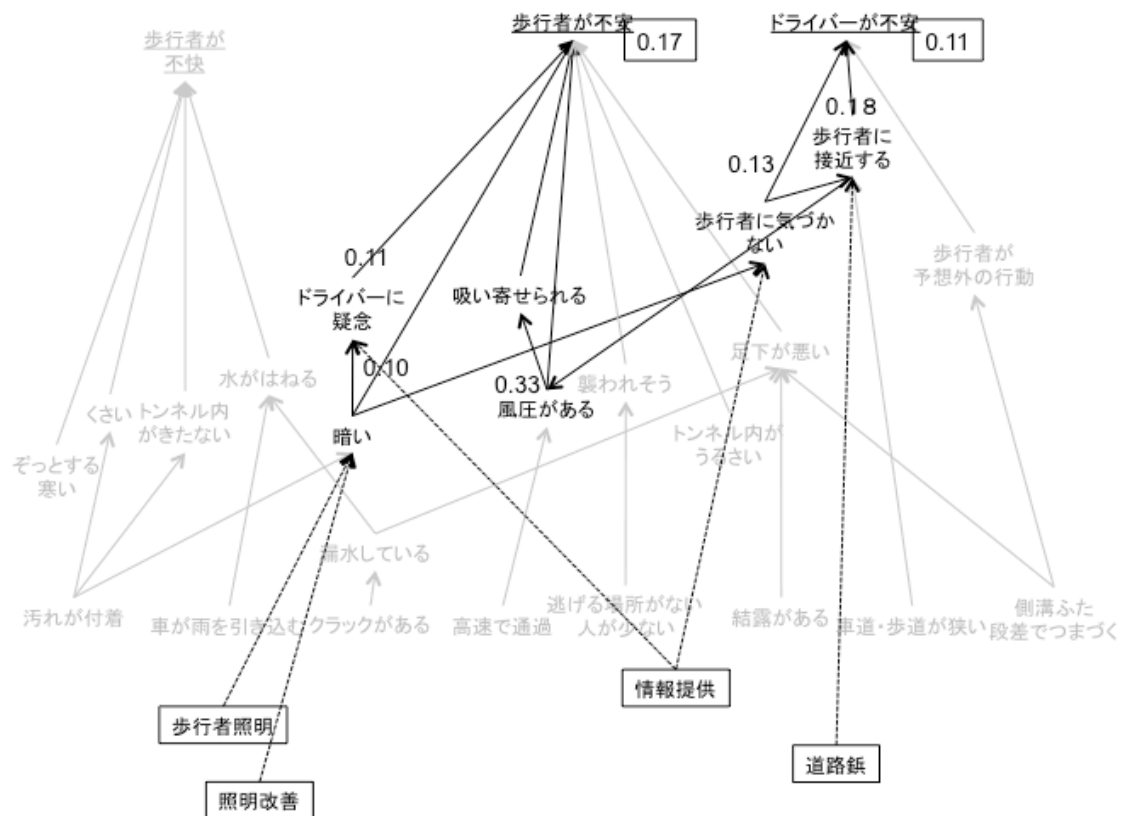 歩行者が不安
ドライバーが不安
0.17
0.11
歩行者が
不快
0.18
歩行者に
接近する
0.13
歩行者に気づか
ない
歩行者が
予想外の行動
0.11
ドライバーに
疑念
吸い寄せられる
0.10
水がはねる
0.33
風圧がある
襲われそう
足下が悪い
くさい
トンネル内
がきたない
暗い
トンネル内が
うるさい
ぞっとする
寒い
漏水している
汚れが付着
車が雨を引き込む
クラックがある
高速で通過
逃げる場所がない
人が少ない
結露がある
車道・歩道が狭い
側溝ふた
段差でつまづく
情報提供
歩行者照明
道路鋲
照明改善